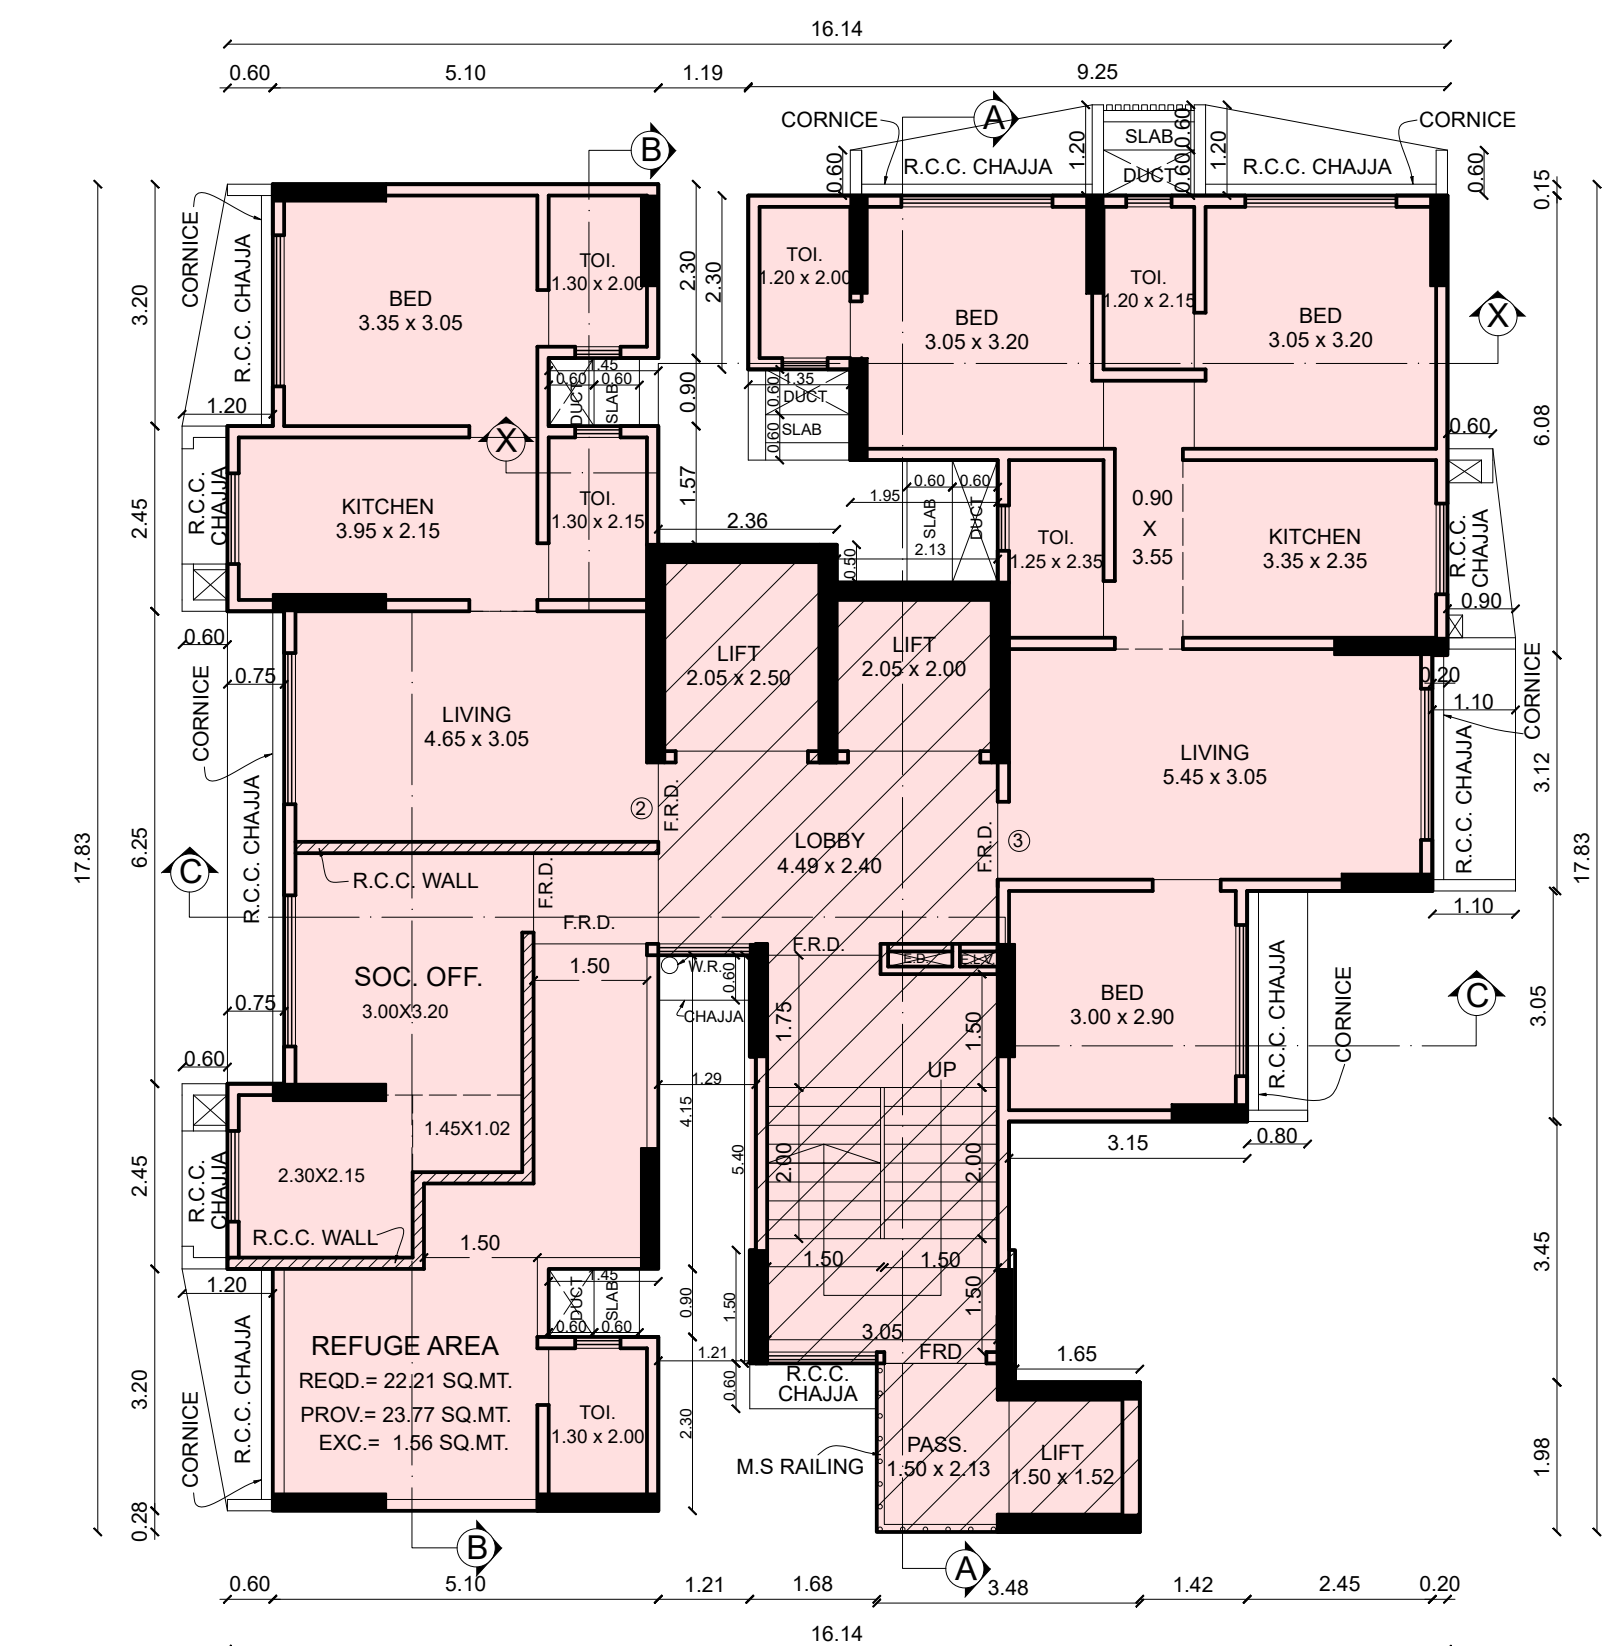 16.14
0.60
5.10
1.19
9.25
CORNICE
A
CORNICE
B
1.20
SLAB
0.60
1.20
0.60
R.C.C. CHAJJA
DUCT
0.60
R.C.C. CHAJJA
0.60
0.15
CORNICE
R.C.C. CHAJJA
3.20
BED
3.35 x 3.05
TOI.
1.30 x 2.00
2.30
2.30
TOI.
1.20 x 2.00
BED
3.05 x 3.20
TOI.
1.20 x 2.15
BED
3.05 x 3.20
X
1.45
0.60
0.60
DUCT
SLAB
0.90
1.35
0.60
DUCT
0.60
SLAB
1.20
X
0.60
6.08
R.C.C.
CHAJJA
2.45
KITCHEN
3.95 x 2.15
TOI.
1.30 x 2.15
1.57
2.36
1.95
0.60
0.60
SLAB
DUCT
2.13
0.50
TOI.
1.25 x 2.35
0.90
X
3.55
KITCHEN
3.35 x 2.35
R.C.C.
CHAJJA
0.90
0.60
0.75
CORNICE
LIFT
2.05 x 2.50
LIFT
2.05 x 2.00
0.20
1.10
CORNICE
LIVING
4.65 x 3.05
LIVING
5.45 x 3.05
R.C.C. CHAJJA
3.12
2
F.R.D.
LOBBY
4.49 x 2.40
F.R.D.
3
17.83
6.25
R.C.C. CHAJJA
17.83
C
R.C.C. WALL
F.R.D.
F.R.D.
F.R.D.
1.10
E.D.
E.L.V.
SOC. OFF.
3.00X3.20
1.50
W.R.
0.60
CHAJJA
1.75
1.50
BED
3.00 x 2.90
R.C.C. CHAJJA
CORNICE
C
3.05
0.75
0.60
1.29
UP
4.15
1.45X1.02
5.40
2.00
2.00
3.15
0.80
R.C.C.
CHAJJA
2.45
2.30X2.15
R.C.C. WALL
1.50
1.50
1.50
3.45
1.20
1.45
DUCT
SLAB
0.60
0.60
0.90
1.50
1.50
3.05
FRD
1.21
1.65
CORNICE
R.C.C. CHAJJA
3.20
REFUGE AREA
REQD.= 22.21 SQ.MT.
PROV.= 23.77 SQ.MT.
EXC.= 1.56 SQ.MT.
TOI.
1.30 x 2.00
2.30
0.60
R.C.C.
CHAJJA
M.S RAILING
PASS.
1.50 x 2.13
LIFT
1.50 x 1.52
1.98
0.28
B
A
0.60
5.10
1.21
1.68
3.48
1.42
2.45
0.20
16.14